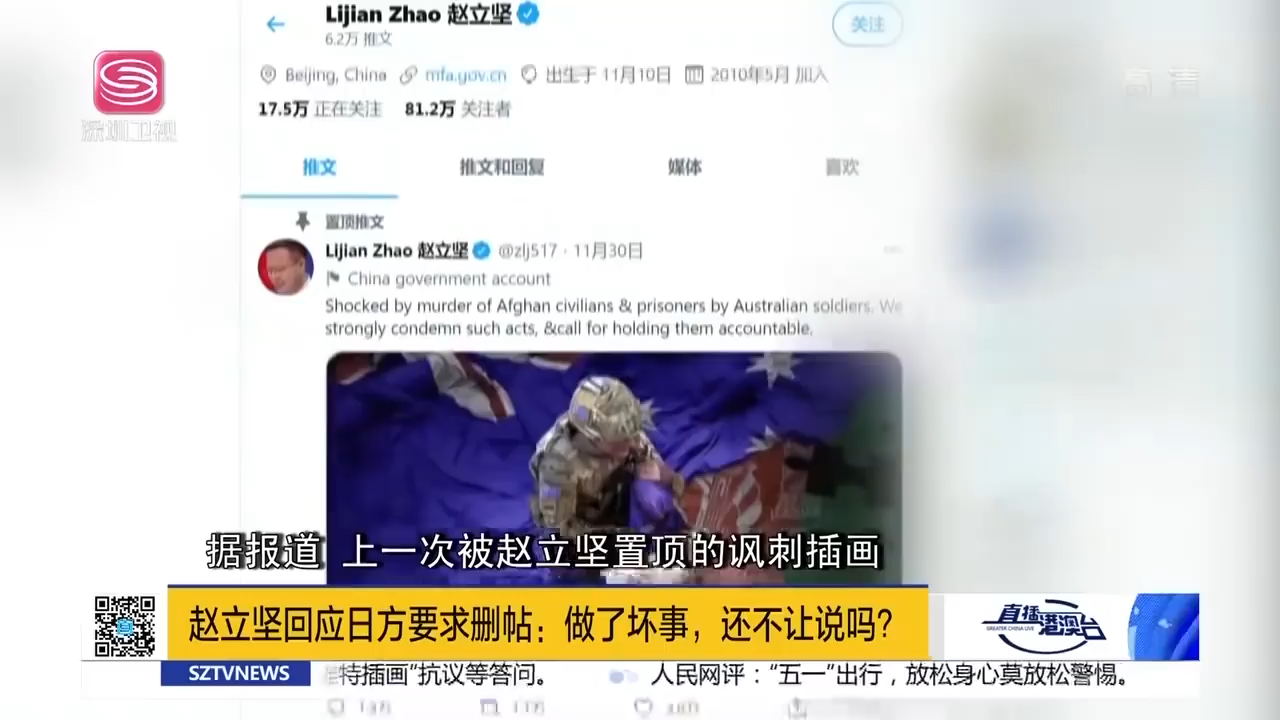 Lijian Zhao 赵立坚
6.2万 推文
关注
Beijing, China mfa.gov.cn 出生于 11月10日 2010年5月 加入
17.5万 正在关注 81.2万 关注者
深圳卫视
高清
推文 推文和回复 媒体 喜欢
置顶推文
Lijian Zhao 赵立坚 @zlj517 · 11月30日
China government account
Shocked by murder of Afghan civilians & prisoners by Australian soldiers. We
strongly condemn such acts, &call for holding them accountable.
据报道 上一次被赵立坚置顶的讽刺插画
赵立坚回应日方要求删帖：做了坏事，还不让说吗？
直播港澳台
GREATER CHINA LIVE
SZTVNEWS
特插画“抗议等答问。 人民网评：“五一”出行，放松身心莫放松警惕。